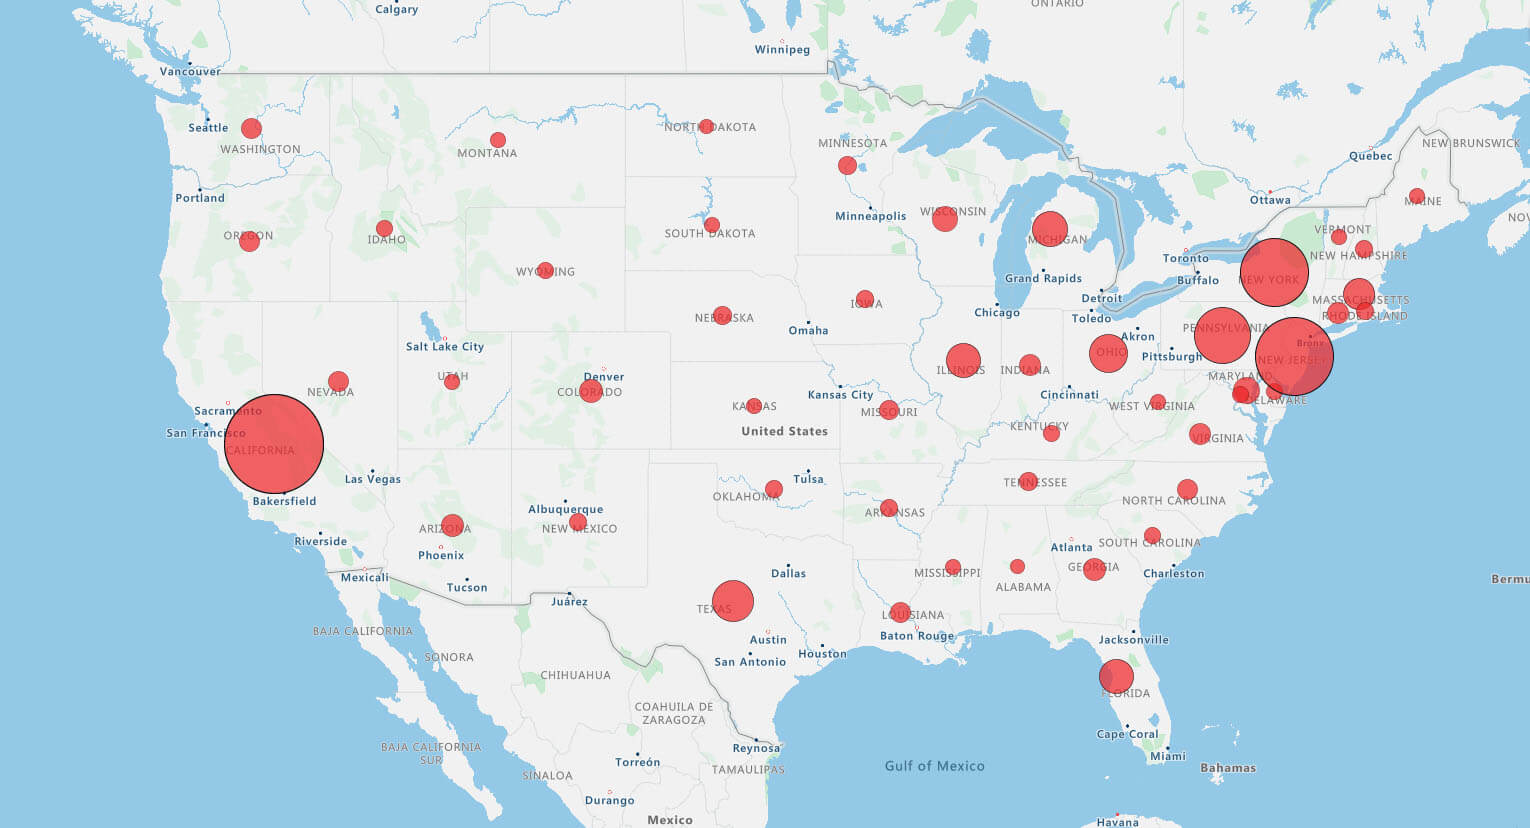 Calgary
ONTARIO
Winnipeg
Vancouver
Seattle
WASHINGTON
MONTANA
NORTH DAKOTA
MINNESOTA
Quebec
NEW BRUNSWICK
Portland
Ottawa
MAINE
Minneapolis
WISCONSIN
OREGON
IDAHO
SOUTH DAKOTA
MICHIGAN
VERMONT
NEW HAMPSHIRE
Toronto
Buffalo
WYOMING
Grand Rapids
NEW YORK
Detroit
MASSACHUSETTS
IOWA
Chicago
Toledo
RHODE ISLAND
NEBRASKA
Omaha
Akron
PENNSYLVANIA
Salt Lake City
Bronx
OHIO
Pittsburgh
NEW JERSEY
UTAH
Denver
ILLINOIS
INDIANA
MARYLAND
NEVADA
COLORADO
Kansas City
Cincinnati
DELAWARE
Sacramento
KANSAS
MISSOURI
WEST VIRGINIA
San Francisco
United States
KENTUCKY
VIRGINIA
CALIFORNIA
Las Vegas
Tulsa
TENNESSEE
Bakersfield
OKLAHOMA
NORTH CAROLINA
Albuquerque
NEW MEXICO
ARKANSAS
ARIZONA
Riverside
Phoenix
Atlanta
SOUTH CAROLINA
Mexicali
Tucson
Dallas
MISSISSIPPI
ALABAMA
GEORGIA
Charleston
Bermu
Juárez
TEXAS
LOUISIANA
BAJA CALIFORNIA
Austin
Baton Rouge
Jacksonville
SONORA
San Antonio
Houston
CHIHUAHUA
FLORIDA
COAHUILA DE
ZARAGOZA
Cape Coral
BAJA CALIFORNIA
SUR
Reynosa
Miami
Torreón
TAMAULIPAS
Gulf of Mexico
Bahamas
SINALOA
Durango
Mexico
Havana
NOV